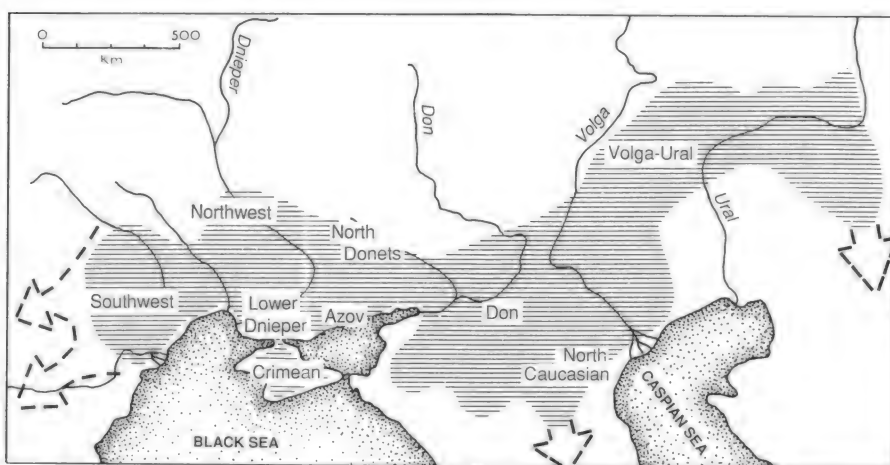 0 500
Km
Dnieper
Don
Volga
Volga-Ural
Ural
Northwest
North
Donets
Southwest
Lower
Dnieper
Azov
Don
Crimean
North
Caucasian
CASPIAN SEA
BLACK SEA